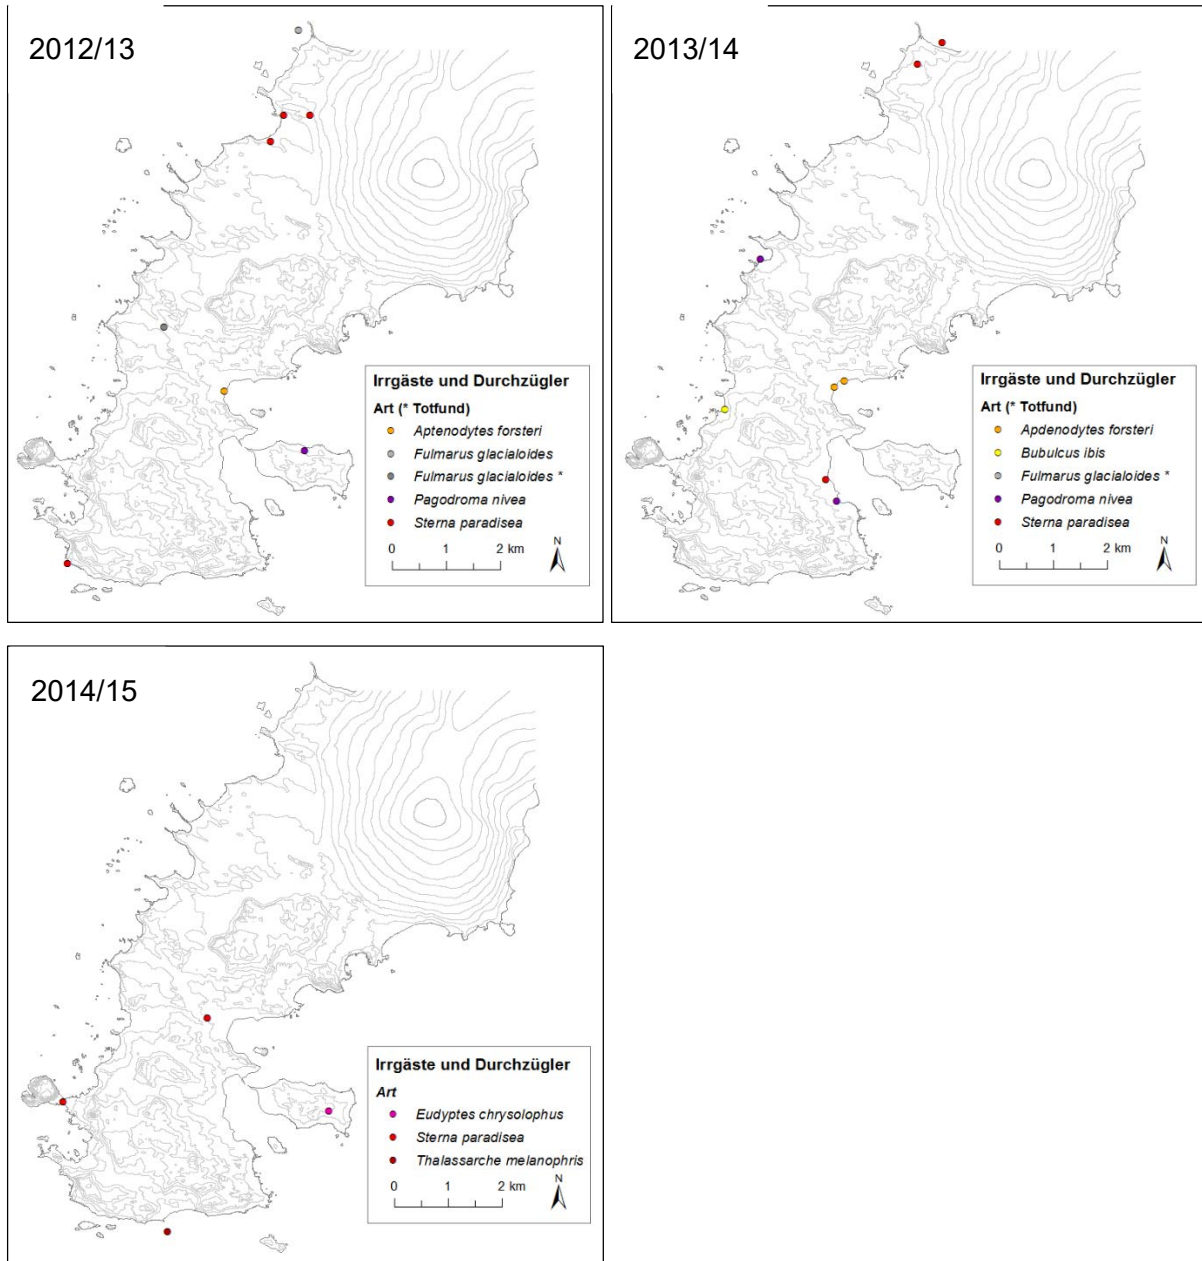 2012/13
Irrgäste und Durchzügler
Art (* Totfund)
Aptenodytes forsteri
Fulmarus glacialoides
Fulmarus glacialoides *
Pagodroma nivea
Sterna paradisea
0 1 2 km
N
2013/14
Irrgäste und Durchzügler
Art (* Totfund)
Apdenodytes forsteri
Bubulcus ibis
Fulmarus glacialoides *
Pagodroma nivea
Sterna paradisea
0 1 2 km
N
2014/15
Irrgäste und Durchzügler
Art
Eudyptes chrysolophus
Sterna paradisea
Thalassarche melanophris
0 1 2 km
N